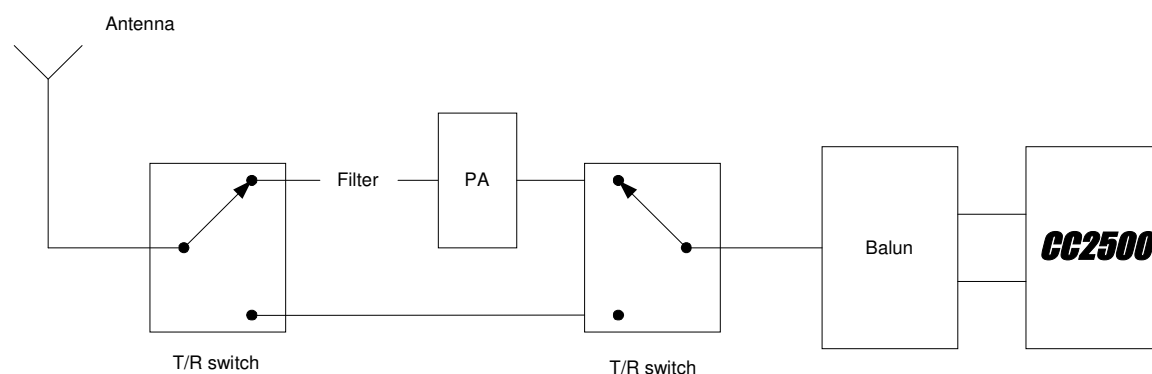 Antenna
Filter
PA
Balun
CC2500
T/R switch
T/R switch